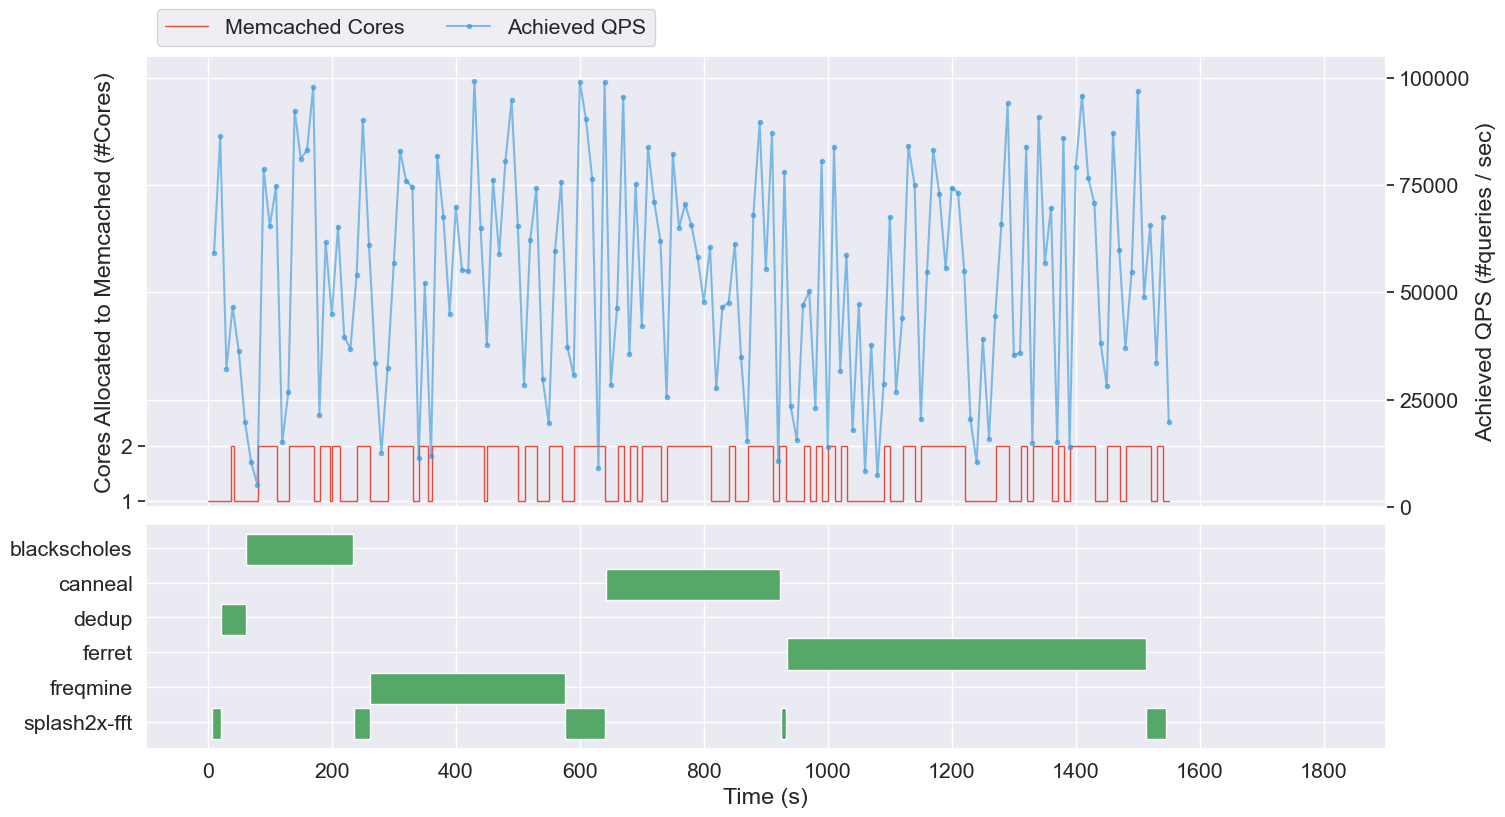 Memcached Cores
Achieved QPS
Cores Allocated to Memcached (#Cores)
2
1
100000
75000
50000
25000
0
Achieved QPS (#queries / sec)
blackscholes
canneal
dedup
ferret
freqmine
splash2x-fft
0 200 400 600 800 1000 1200 1400 1600 1800
Time (s)